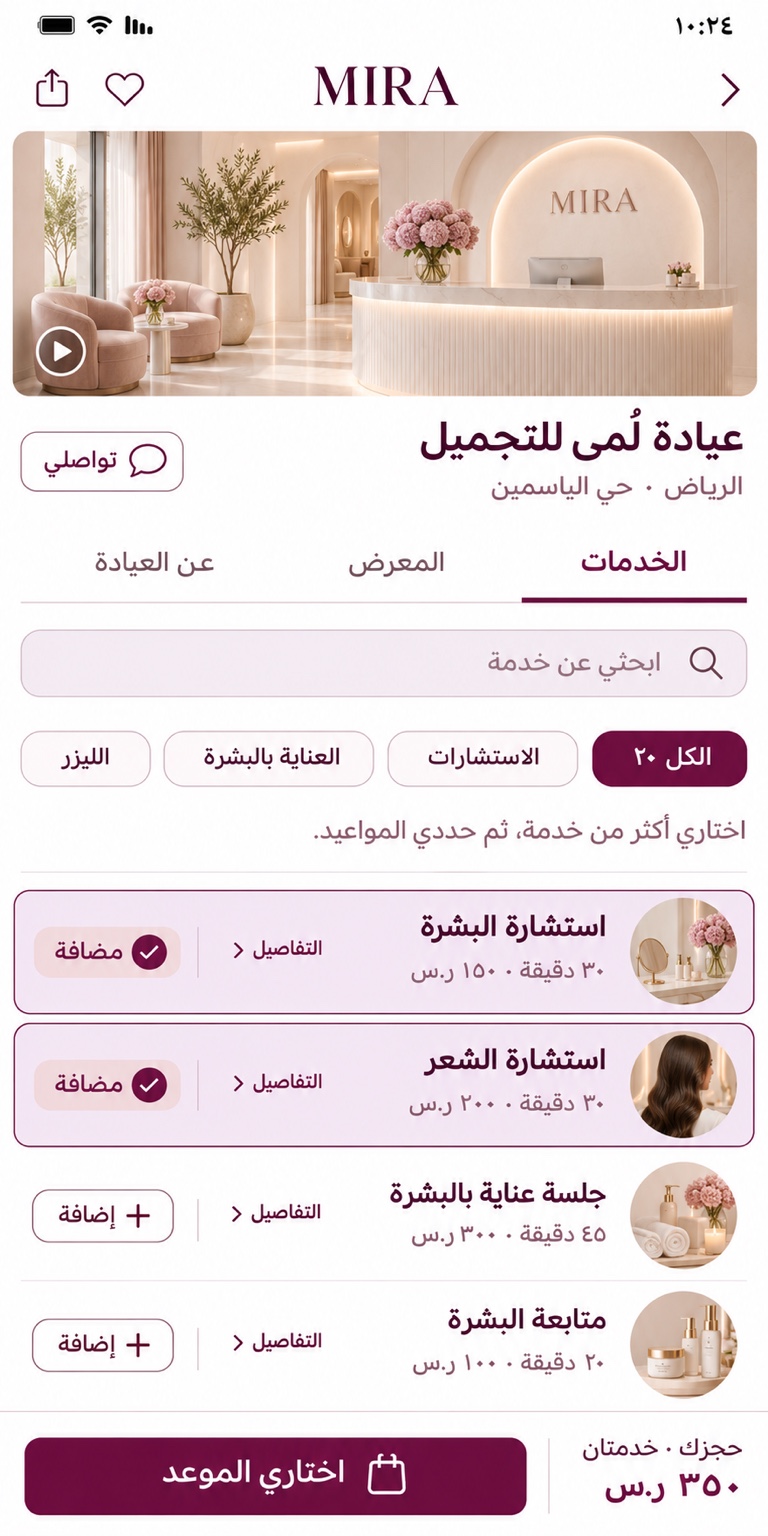 ١٠:٢٤
MIRA
MIRA
عيادة لُمى للتجميل
الرياض · حي الياسمين
تواصلي
الخدمات
المعرض
عن العيادة
ابحثي عن خدمة
الكل ٢٠
الاستشارات
العناية بالبشرة
الليزر
اختاري أكثر من خدمة، ثم حددي المواعيد.
استشارة البشرة
٣٠ دقيقة · ١٥٠ ر.س
التفاصيل
مضافة
استشارة الشعر
٣٠ دقيقة · ٢٠٠ ر.س
التفاصيل
مضافة
جلسة عناية بالبشرة
٤٥ دقيقة · ٣٠٠ ر.س
التفاصيل
إضافة
متابعة البشرة
٢٠ دقيقة · ١٠٠ ر.س
التفاصيل
إضافة
حجزك · خدمتان
٣٥٠ ر.س
اختاري الموعد